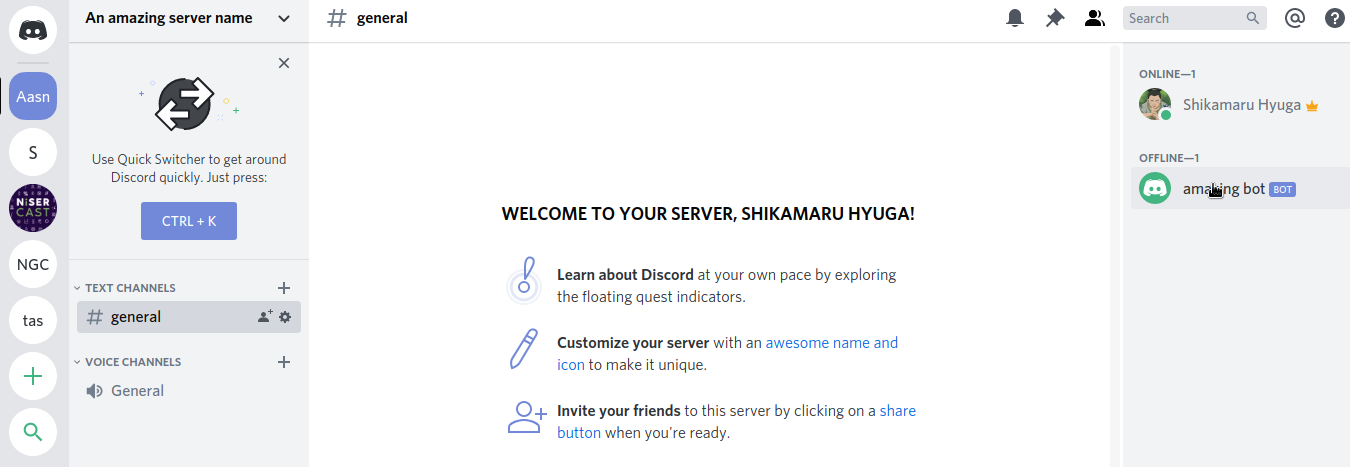 An amazing server name
general
Search
Aasn
S
NiSER
CAST
NGC
tas
Use Quick Switcher to get around
Discord quickly. Just press:
CTRL + K
TEXT CHANNELS
general
VOICE CHANNELS
General
WELCOME TO YOUR SERVER, SHIKAMARU HYUGA!
Learn about Discord at your own pace by exploring
the floating quest indicators.
Customize your server with an awesome name and
icon to make it unique.
Invite your friends to this server by clicking on a share
button when you're ready.
ONLINE—1
Shikamaru Hyuga
OFFLINE—1
bot BOT